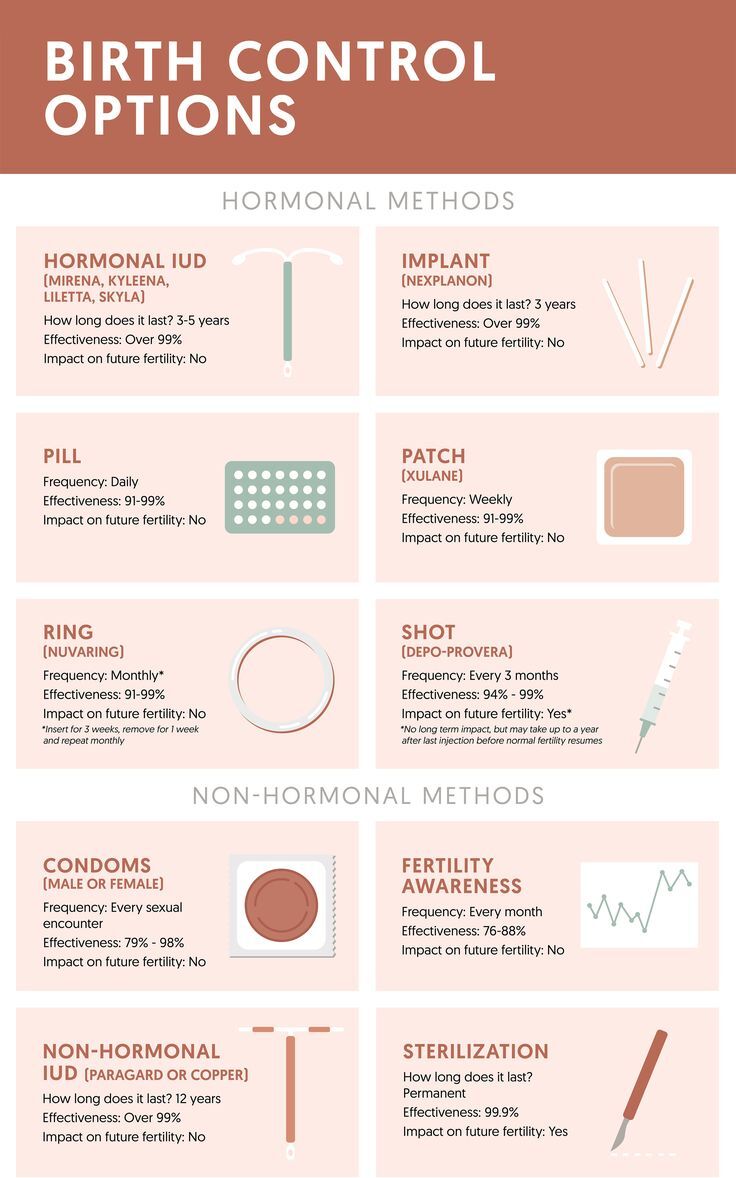 BIRTH CONTROL
OPTIONS
HORMONAL METHODS
HORMONAL IUD
(MIRENA, KYLEENA,
LILETTA, SKYLA)
How long does it last? 3-5 years
Effectiveness: Over 99%
Impact on future fertility: No
IMPLANT
(NEXPLANON)
How long does it last? 3 years
Effectiveness: Over 99%
Impact on future fertility: No
PILL
Frequency: Daily
Effectiveness: 91-99%
Impact on future fertility: No
PATCH
(XULANE)
Frequency: Weekly
Effectiveness: 91-99%
Impact on future fertility: No
RING
(NUVARING)
Frequency: Monthly*
Effectiveness: 91-99%
Impact on future fertility: No
*Insert for 3 weeks, remove for 1 week
and repeat monthly
SHOT
(DEPO-PROVERA)
Frequency: Every 3 months
Effectiveness: 94% - 99%
Impact on future fertility: Yes*
*No long term impact, but may take up to a year
after last injection before normal fertility resumes
NON-HORMONAL METHODS
CONDOMS
(MALE OR FEMALE)
Frequency: Every sexual
encounter
Effectiveness: 79% - 98%
Impact on future fertility: No
FERTILITY
AWARENESS
Frequency: Every month
Effectiveness: 76-88%
Impact on future fertility: No
NON-HORMONAL
IUD (PARAGARD OR COPPER)
How long does it last? 12 years
Effectiveness: Over 99%
Impact on future fertility: No
STERILIZATION
How long does it last?
Permanent
Effectiveness: 99.9%
Impact on future fertility: Yes